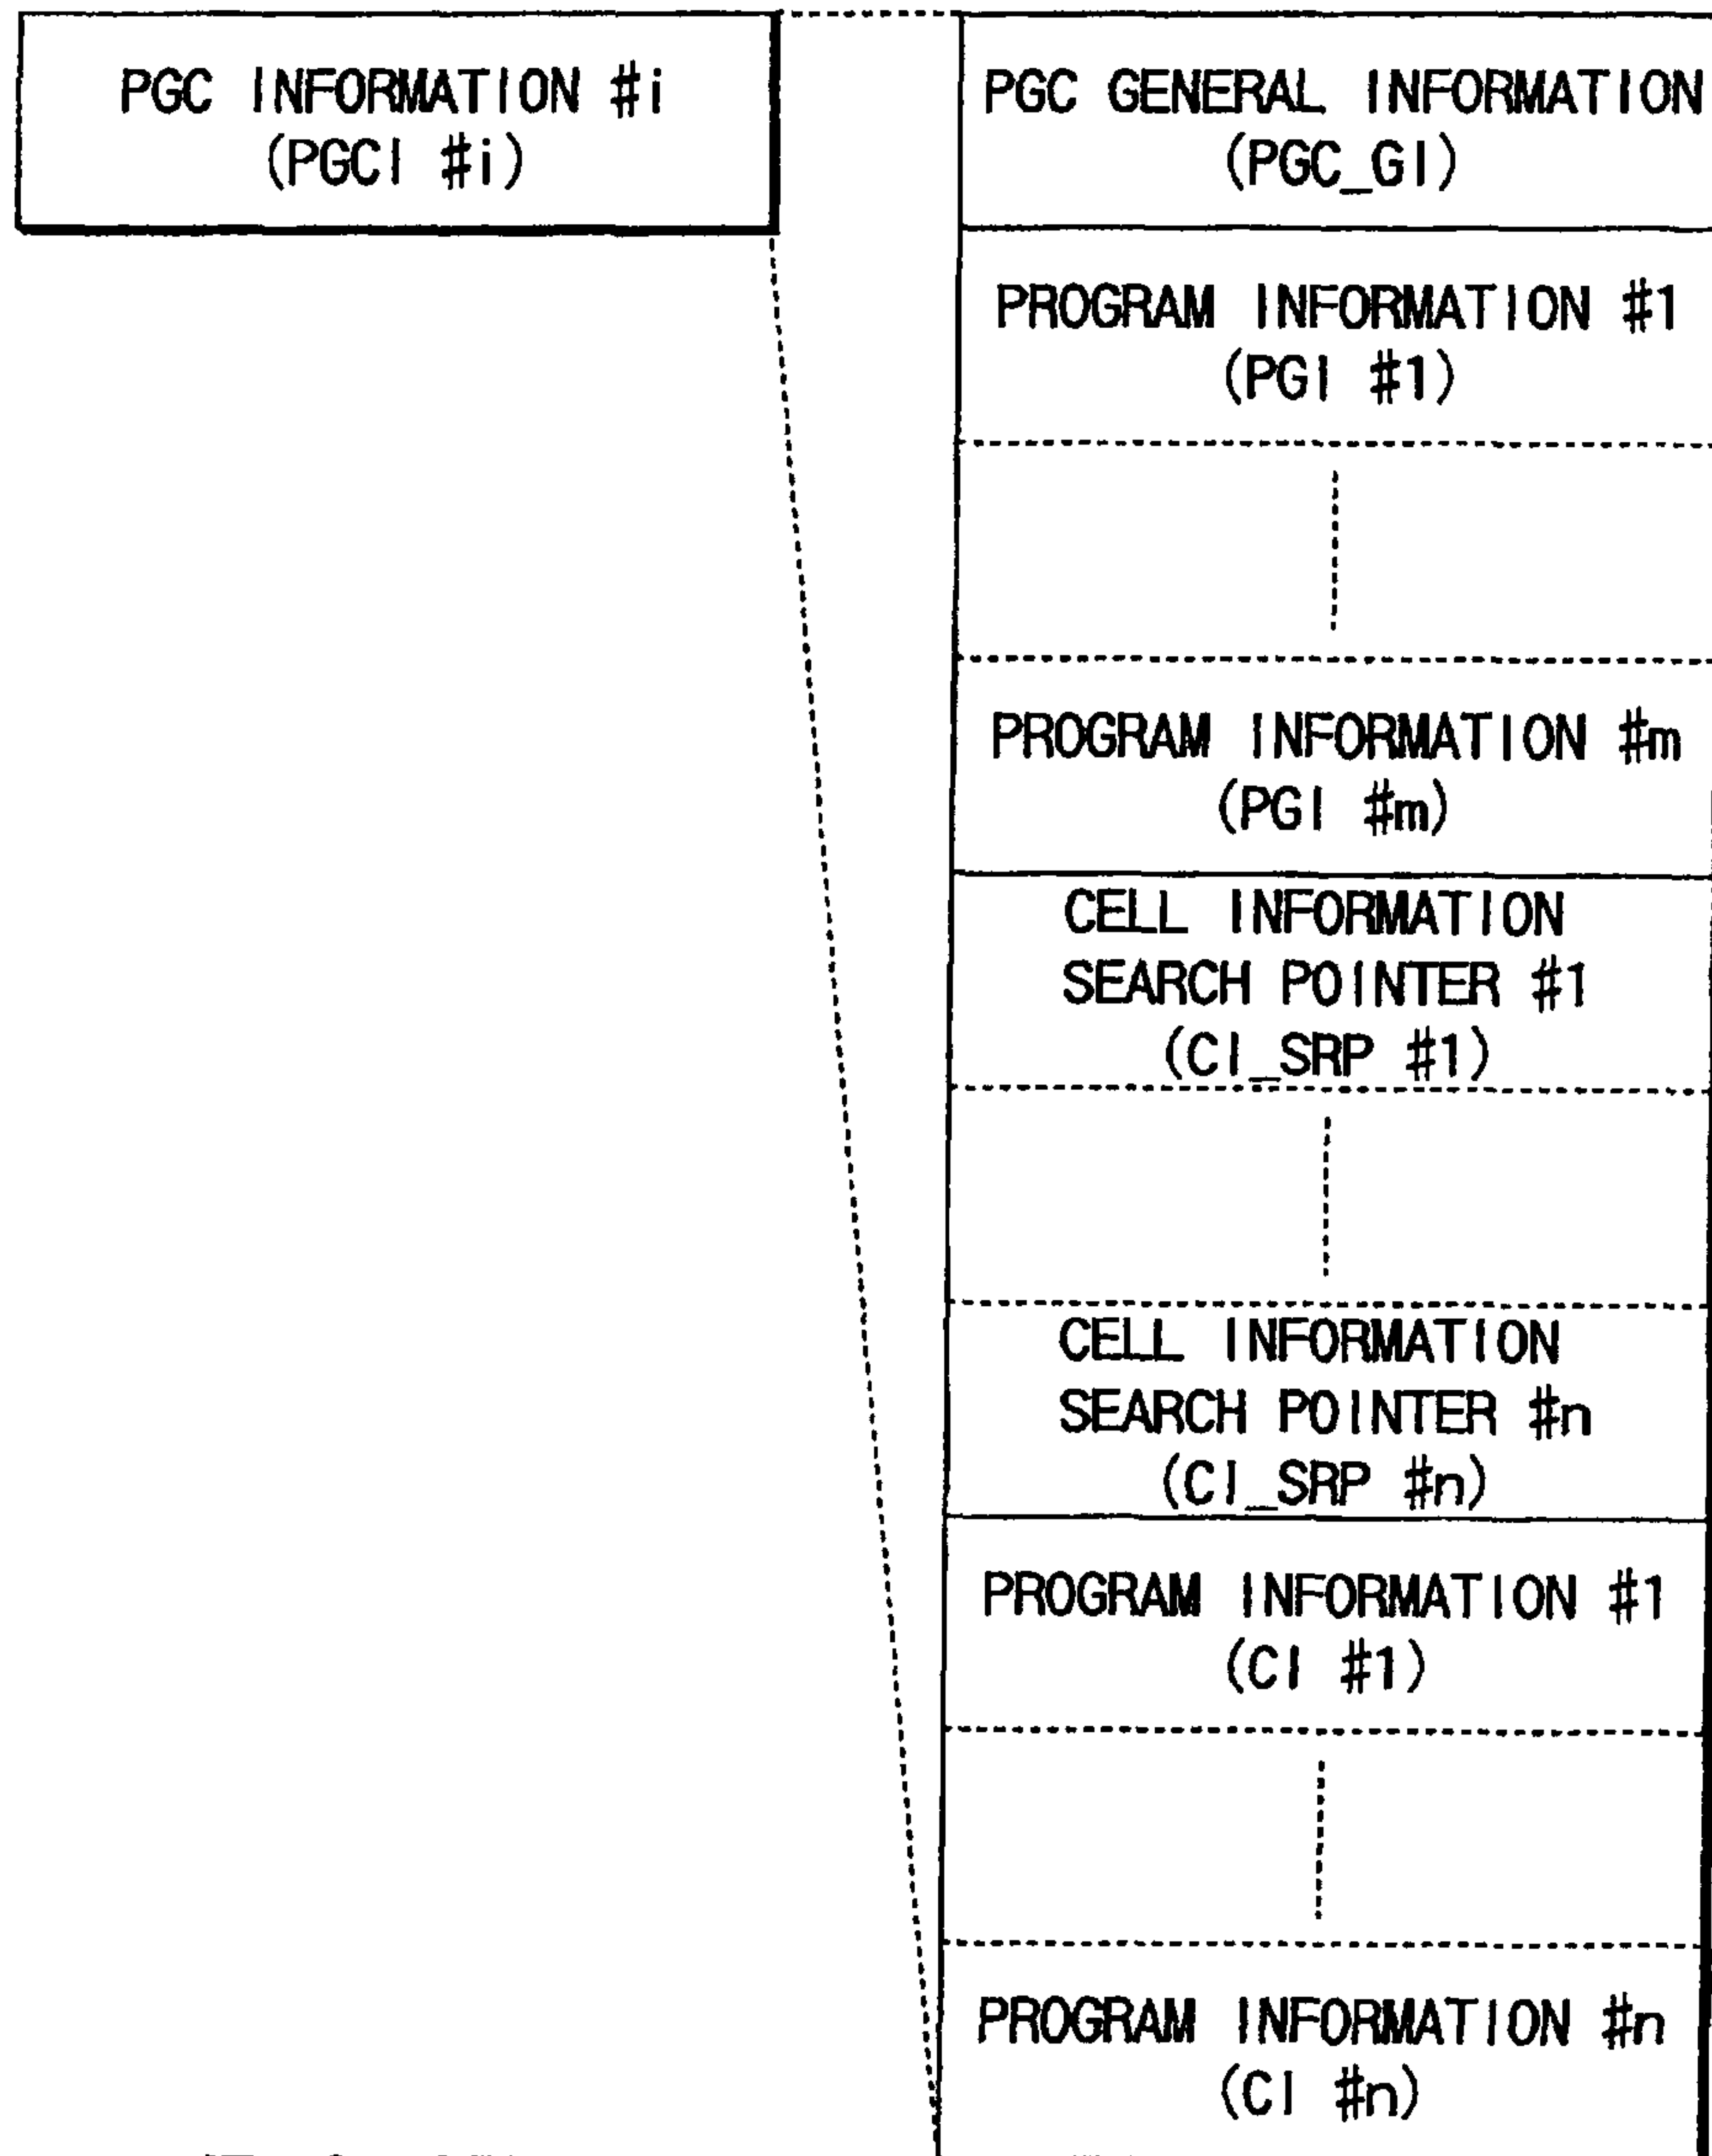 PGC INFORMATION #i
(PGCI #i)
PGC GENERAL INFORMATION
(PGC_GI)
PROGRAM INFORMATION #1
(PGI #1)
PROGRAM INFORMATION #m
(PGI #m)
CELL INFORMATION
SEARCH POINTER #1
(CI_SRP #1)
CELL INFORMATION
SEARCH POINTER #n
(CI_SRP #n)
PROGRAM INFORMATION #1
(CI #1)
PROGRAM INFORMATION #n
(CI #n)